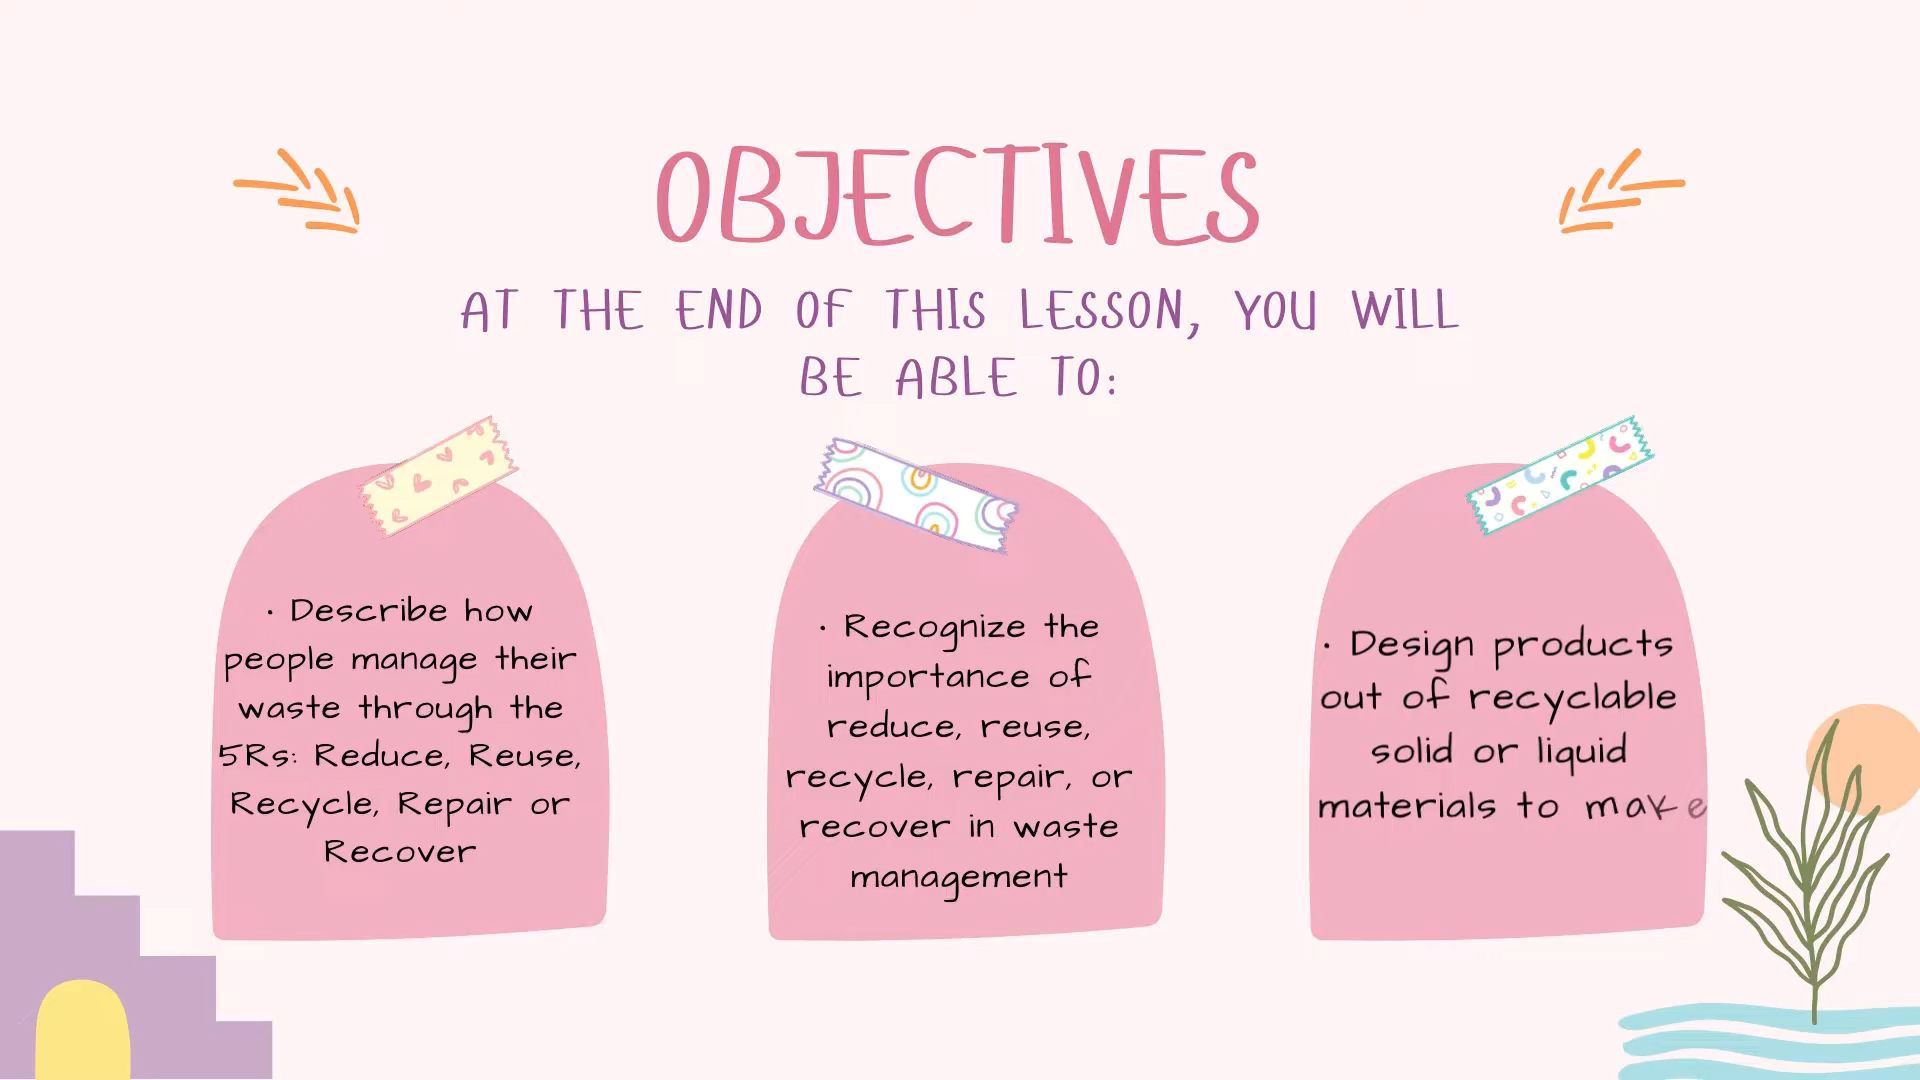 OBJECTIVES
AT THE END OF THIS LESSON, YOU WILL
BE ABLE TO:
• Describe how
people manage their
waste through the
5Rs: Reduce, Reuse,
Recycle, Repair or
Recover
• Recognize the
importance of
reduce, reuse,
recycle, repair, or
recover in waste
management
• Design products
out of recyclable
solid or liquid
materials to make